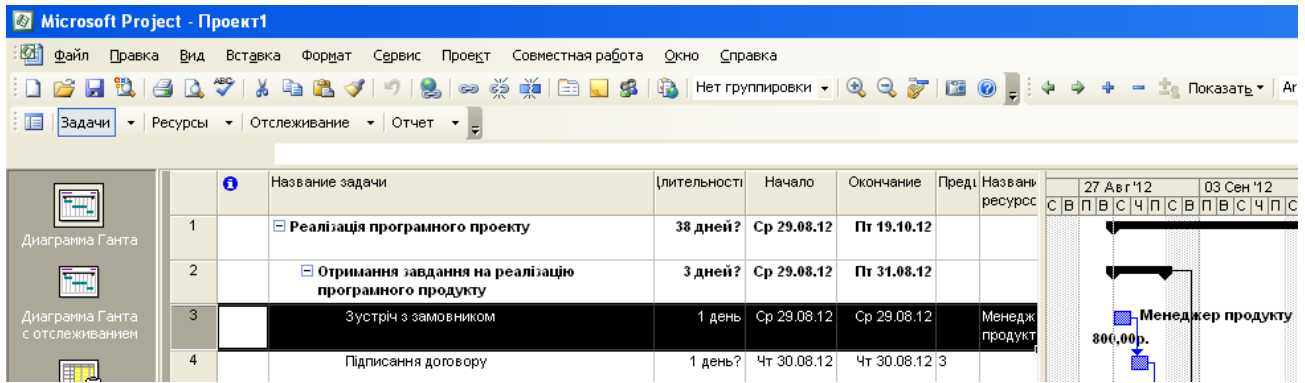 Microsoft Project - Проект1
Файл Правка Вид Вставка Формат Сервис Проект Совместная работа Окно Справка
Нет группировки Показать Ar
Задачи Ресурсы Отслеживание Отчет
Название задачи Длительность Начало Окончание Предш Названи
ресурсс
27 Авг '12 03 Сен '12
С В П В С Ч П С В П В С Ч П С
Диаграмма Ганта
1 Реалізація програмного проекту 38 дней? Ср 29.08.12 Пт 19.10.12
2 Отримання завдання на реалізацію
програмного продукту 3 дней? Ср 29.08.12 Пт 31.08.12
Диаграмма Ганта
с отслеживанием
3 Зустріч з замовником 1 день Ср 29.08.12 Ср 29.08.12 Менедж
продукт
Менеджер продукту
800,00р.
4 Підписання договору 1 день? Чт 30.08.12 Чт 30.08.12 3